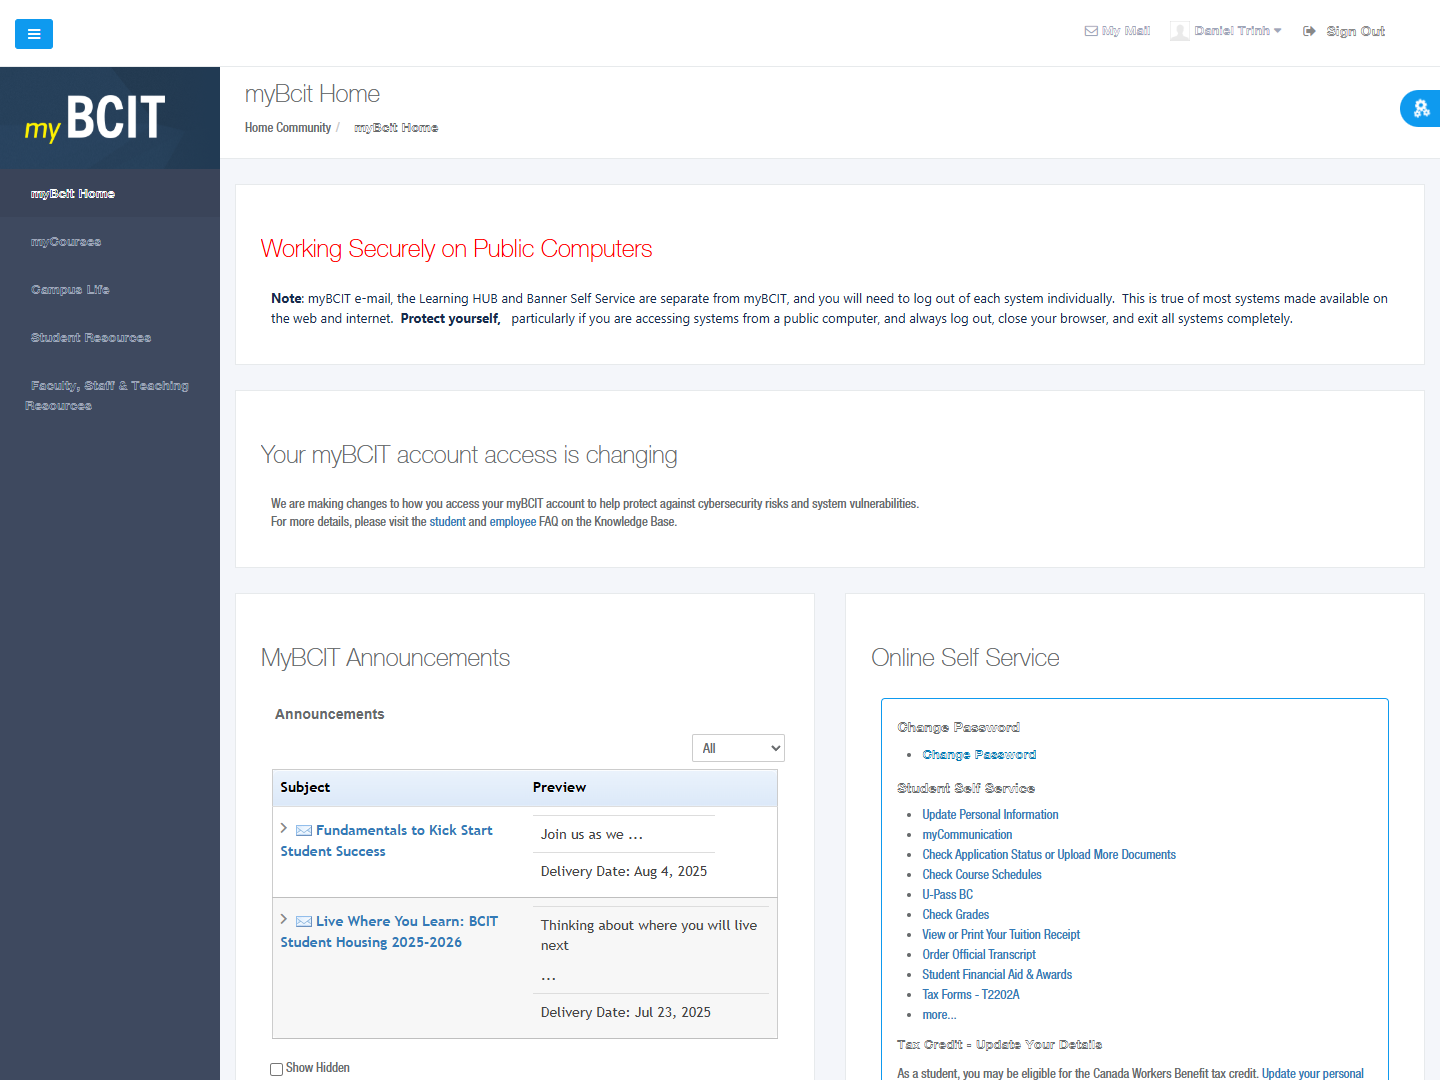 My Mail Daniel Trinh Sign Out
my BCIT
myBcit Home
Home Community / myBcit Home
myBcit Home
myCourses
Campus Life
Student Resources
Faculty, Staff & Teaching
Resources
Working Securely on Public Computers
Note: myBCIT e-mail, the Learning HUB and Banner Self Service are separate from myBCIT, and you will need to log out of each system individually.  This is true of most systems made available on
the web and internet.  Protect yourself,   particularly if you are accessing systems from a public computer, and always log out, close your browser, and exit all systems completely.
Your myBCIT account access is changing
We are making changes to how you access your myBCIT account to help protect against cybersecurity risks and system vulnerabilities.
For more details, please visit the student and employee FAQ on the Knowledge Base.
MyBCIT Announcements
Announcements
All
Subject Preview
Fundamentals to Kick Start
Student Success
Join us as we ...
Delivery Date: Aug 4, 2025
Live Where You Learn: BCIT
Student Housing 2025-2026
Thinking about where you will live
next
...
Delivery Date: Jul 23, 2025
Show Hidden
Online Self Service
Change Password
• Change Password
Student Self Service
• Update Personal Information
• myCommunication
• Check Application Status or Upload More Documents
• Check Course Schedules
• U-Pass BC
• Check Grades
• View or Print Your Tuition Receipt
• Order Official Transcript
• Student Financial Aid & Awards
• Tax Forms - T2202A
• more...
Tax Credit - Update Your Details
As a student, you may be eligible for the Canada Workers Benefit tax credit. Update your personal